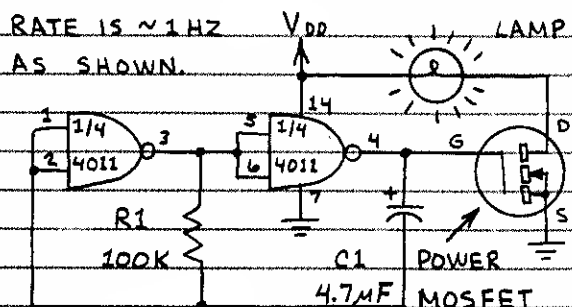 RATE IS ~1 HZ
AS SHOWN.
VDD
LAMP
14
1
2
1/4
4011
3
5
6
1/4
4011
4
7
G
D
S
R1
100K
C1
4.7µF
+
POWER
MOSFET